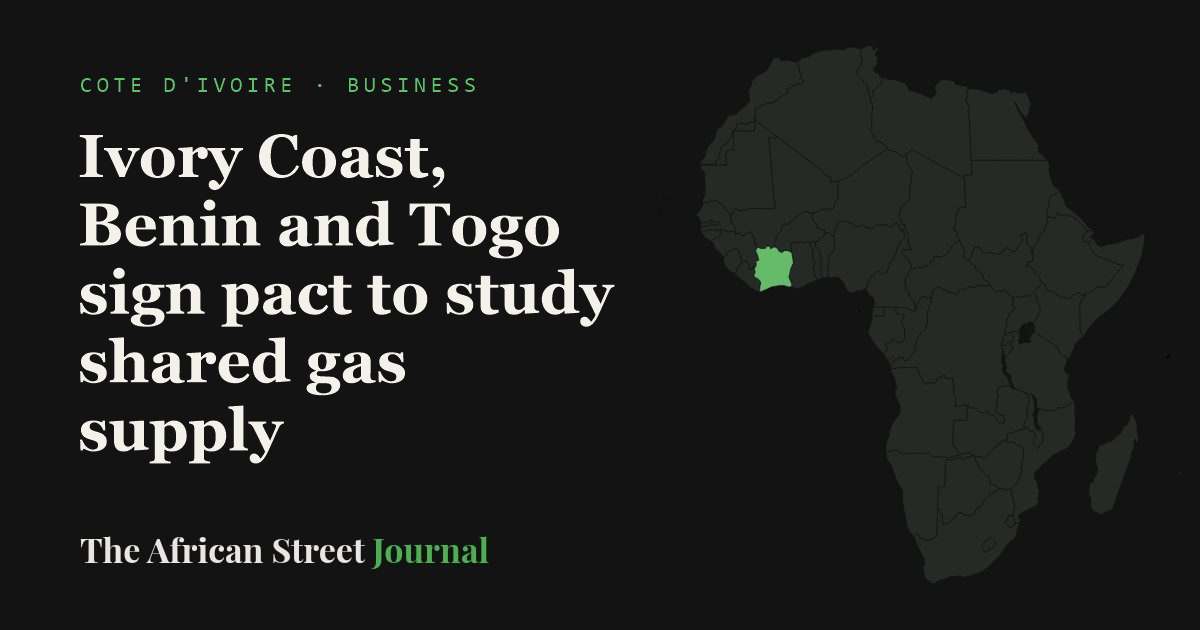 COTE D'IVOIRE · BUSINESS
Ivory Coast,
Benin and Togo
sign pact to study
shared gas
supply
The African Street Journal